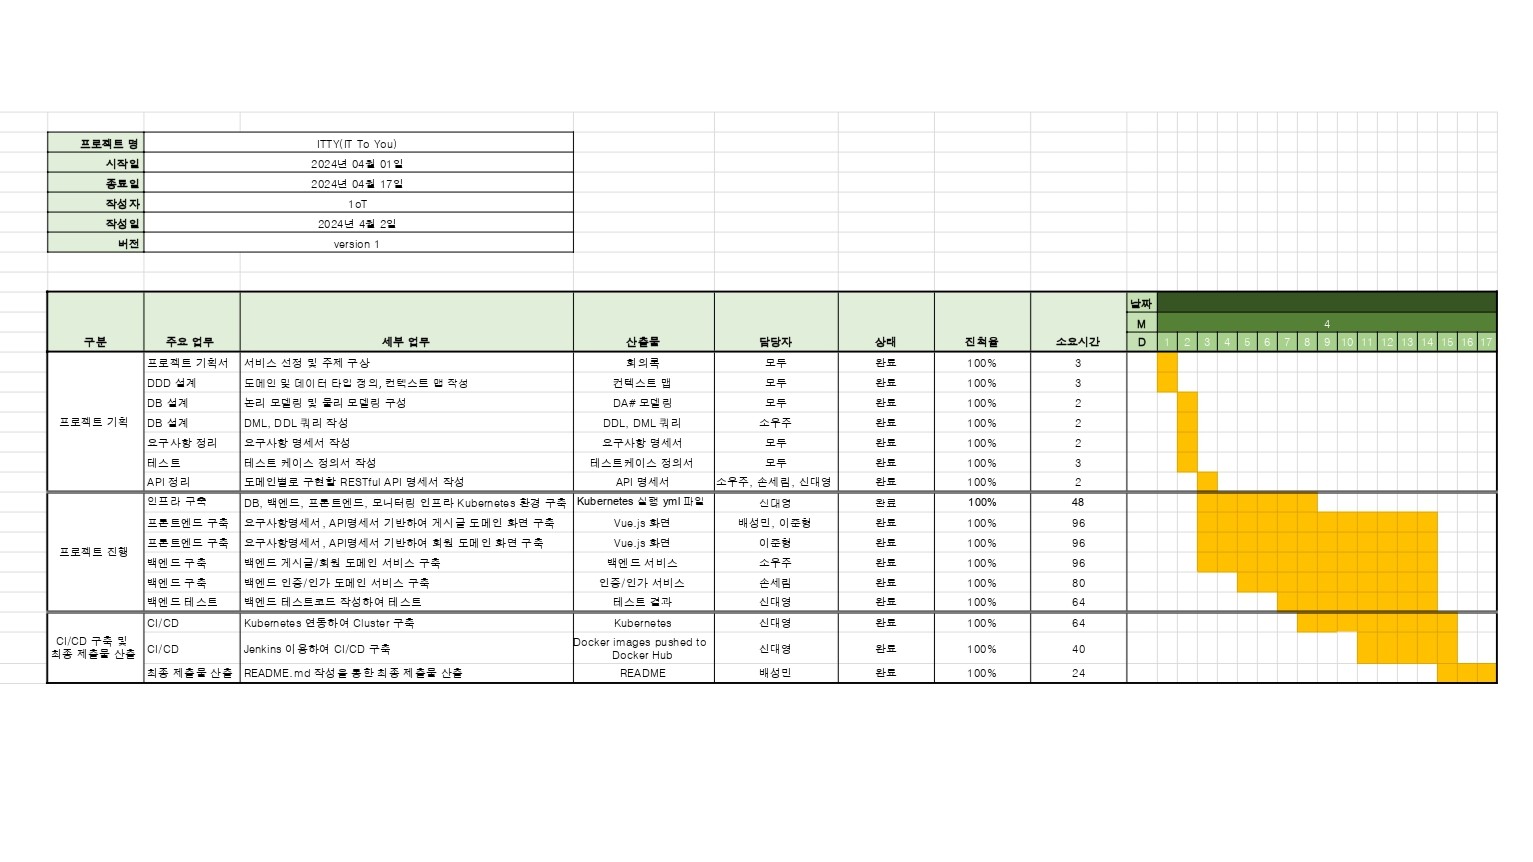 프로젝트 명 ITTY(IT To You)
시작일 2024년 04월 01일
종료일 2024년 04월 17일
작성자 1oT
작성일 2024년 4월 2일
버전 version 1
날짜
M 4
구분 주요 업무 세부 업무 산출물 담당자 상태 진척율 소요시간 D 1 2 3 4 5 6 7 8 9 10 11 12 13 14 15 16 17
프로젝트 기획
프로젝트 기획서 서비스 선정 및 주제 구상 회의록 모두 완료 100% 3
DDD 설계 도메인 및 데이터 타입 정의, 컨텍스트 맵 작성 컨텍스트 맵 모두 완료 100% 3
DB 설계 논리 모델링 및 물리 모델링 구성 DA# 모델링 모두 완료 100% 2
DB 설계 DML, DDL 쿼리 작성 DDL, DML 쿼리 소우주 완료 100% 2
요구사항 정리 요구사항 명세서 작성 요구사항 명세서 모두 완료 100% 2
테스트 테스트 케이스 정의서 작성 테스트케이스 정의서 모두 완료 100% 3
API 정리 도메인별로 구현할 RESTful API 명세서 작성 API 명세서 소우주, 손세림, 신대영 완료 100% 2
프로젝트 진행
인프라 구축 DB, 백엔드, 프론트엔드, 모니터링 인프라 Kubernetes 환경 구축 Kubernetes 실행 yml 파일 신대영 완료 100% 48
프론트엔드 구축 요구사항명세서, API명세서 기반하여 게시글 도메인 화면 구축 Vue.js 화면 배성민, 이준형 완료 100% 96
프론트엔드 구축 요구사항명세서, API명세서 기반하여 회원 도메인 화면 구축 Vue.js 화면 이준형 완료 100% 96
백엔드 구축 백엔드 게시글/회원 도메인 서비스 구축 백엔드 서비스 소우주 완료 100% 96
백엔드 구축 백엔드 인증/인가 도메인 서비스 구축 인증/인가 서비스 손세림 완료 100% 80
백엔드 테스트 백엔드 테스트코드 작성하여 테스트 테스트 결과 신대영 완료 100% 64
CI/CD 구축 및
최종 제출물 산출
CI/CD Kubernetes 연동하여 Cluster 구축 Kubernetes 신대영 완료 100% 64
CI/CD Jenkins 이용하여 CI/CD 구축 Docker images pushed to
Docker Hub 신대영 완료 100% 40
최종 제출물 산출 README.md 작성을 통한 최종 제출물 산출 README 배성민 완료 100% 24